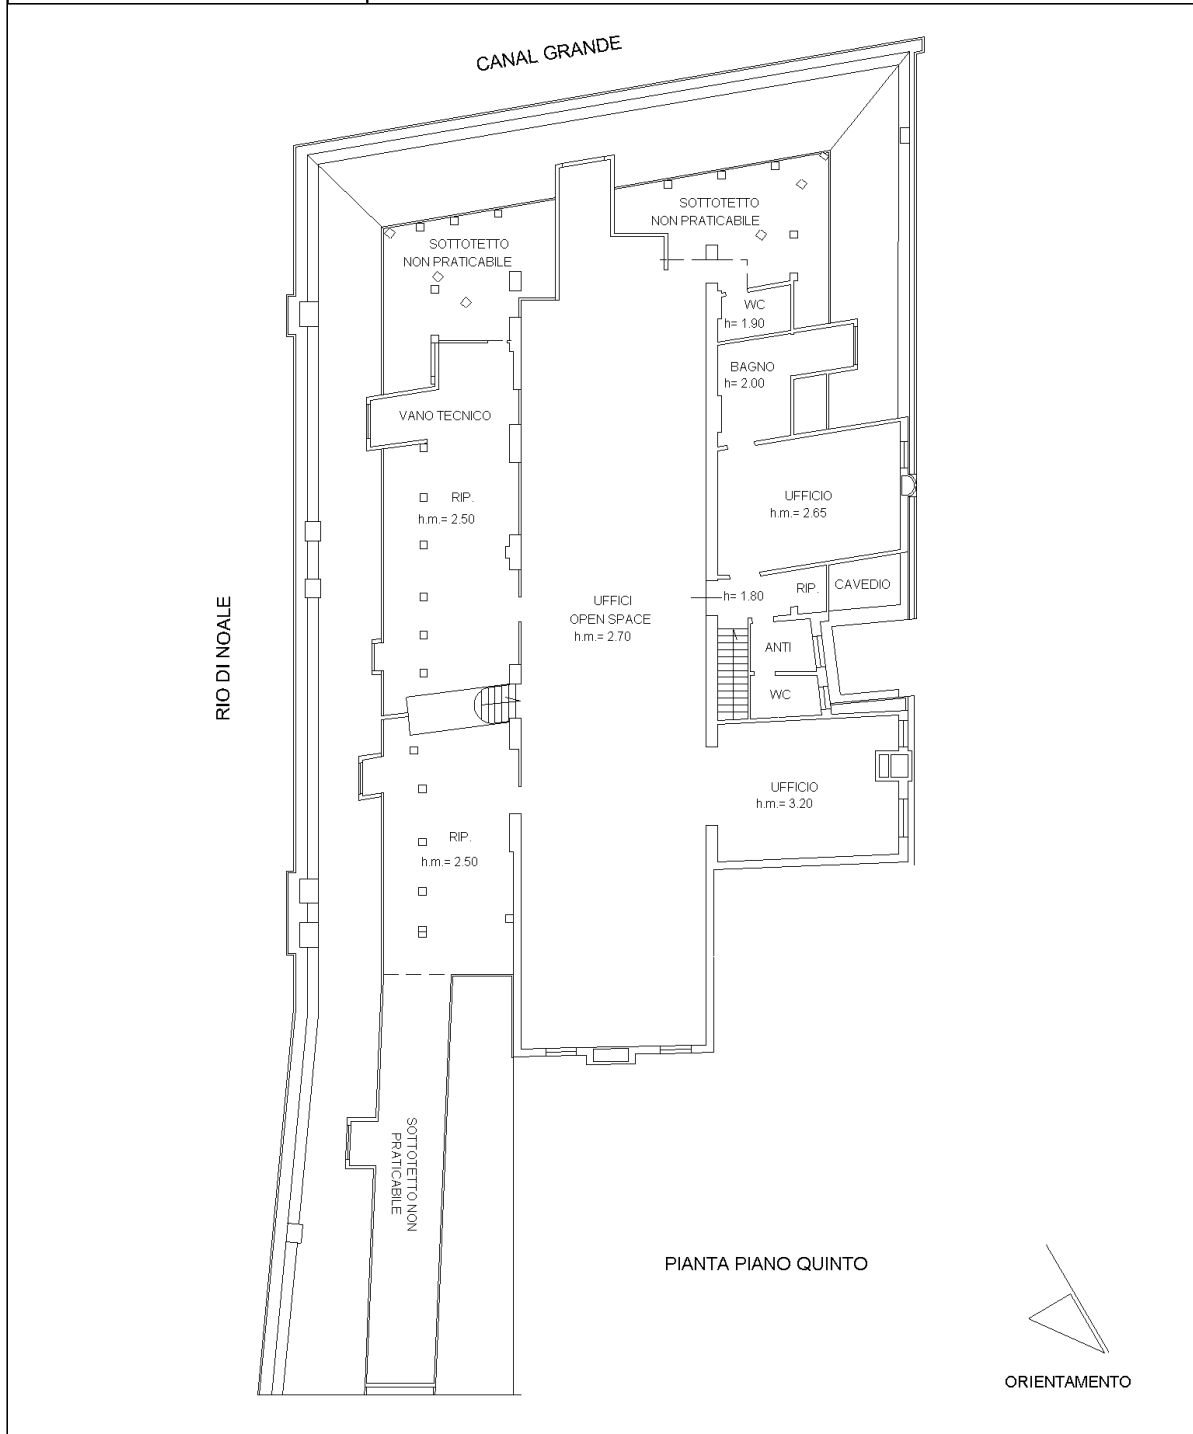 CANAL GRANDE
SOTTOTETTO
NON PRATICABILE
SOTTOTETTO
NON PRATICABILE
WC
h= 1.90
BAGNO
h= 2.00
VANO TECNICO
RIP.
h.m.= 2.50
UFFICIO
h.m.= 2.65
RIO DI NOALE
UFFICI
OPEN SPACE
h.m.= 2.70
h= 1.80
RIP.
CAVEDIO
ANTI
WC
UFFICIO
h.m.= 3.20
RIP.
h.m.= 2.50
SOTTOTETTO NON
PRATICABILE
PIANTA PIANO QUINTO
ORIENTAMENTO